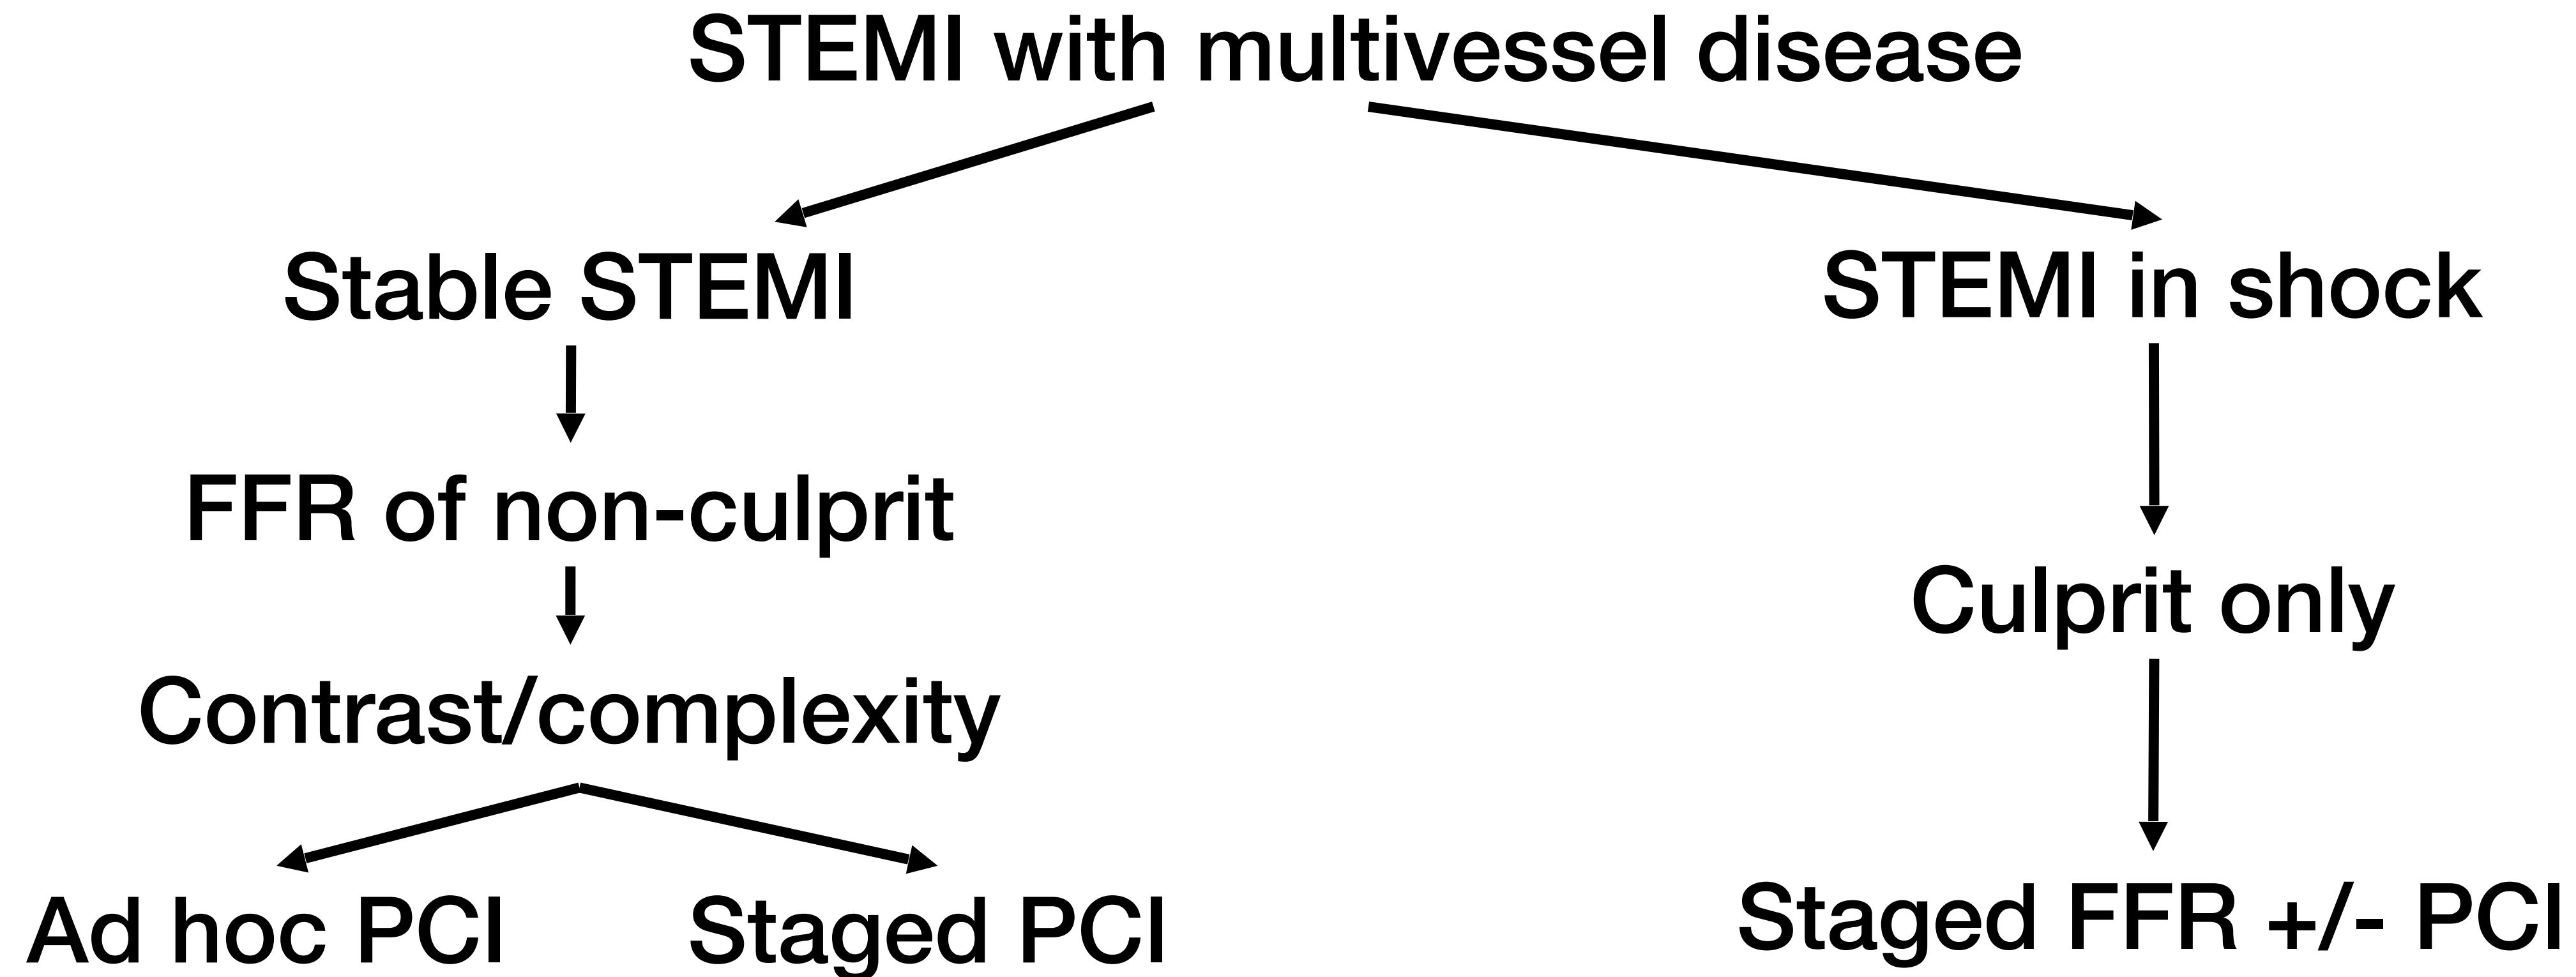 STEMI with multivessel disease
Stable STEMI
STEMI in shock
FFR of non-culprit
Culprit only
Contrast/complexity
Ad hoc PCI
Staged PCI
Staged FFR +/- PCI